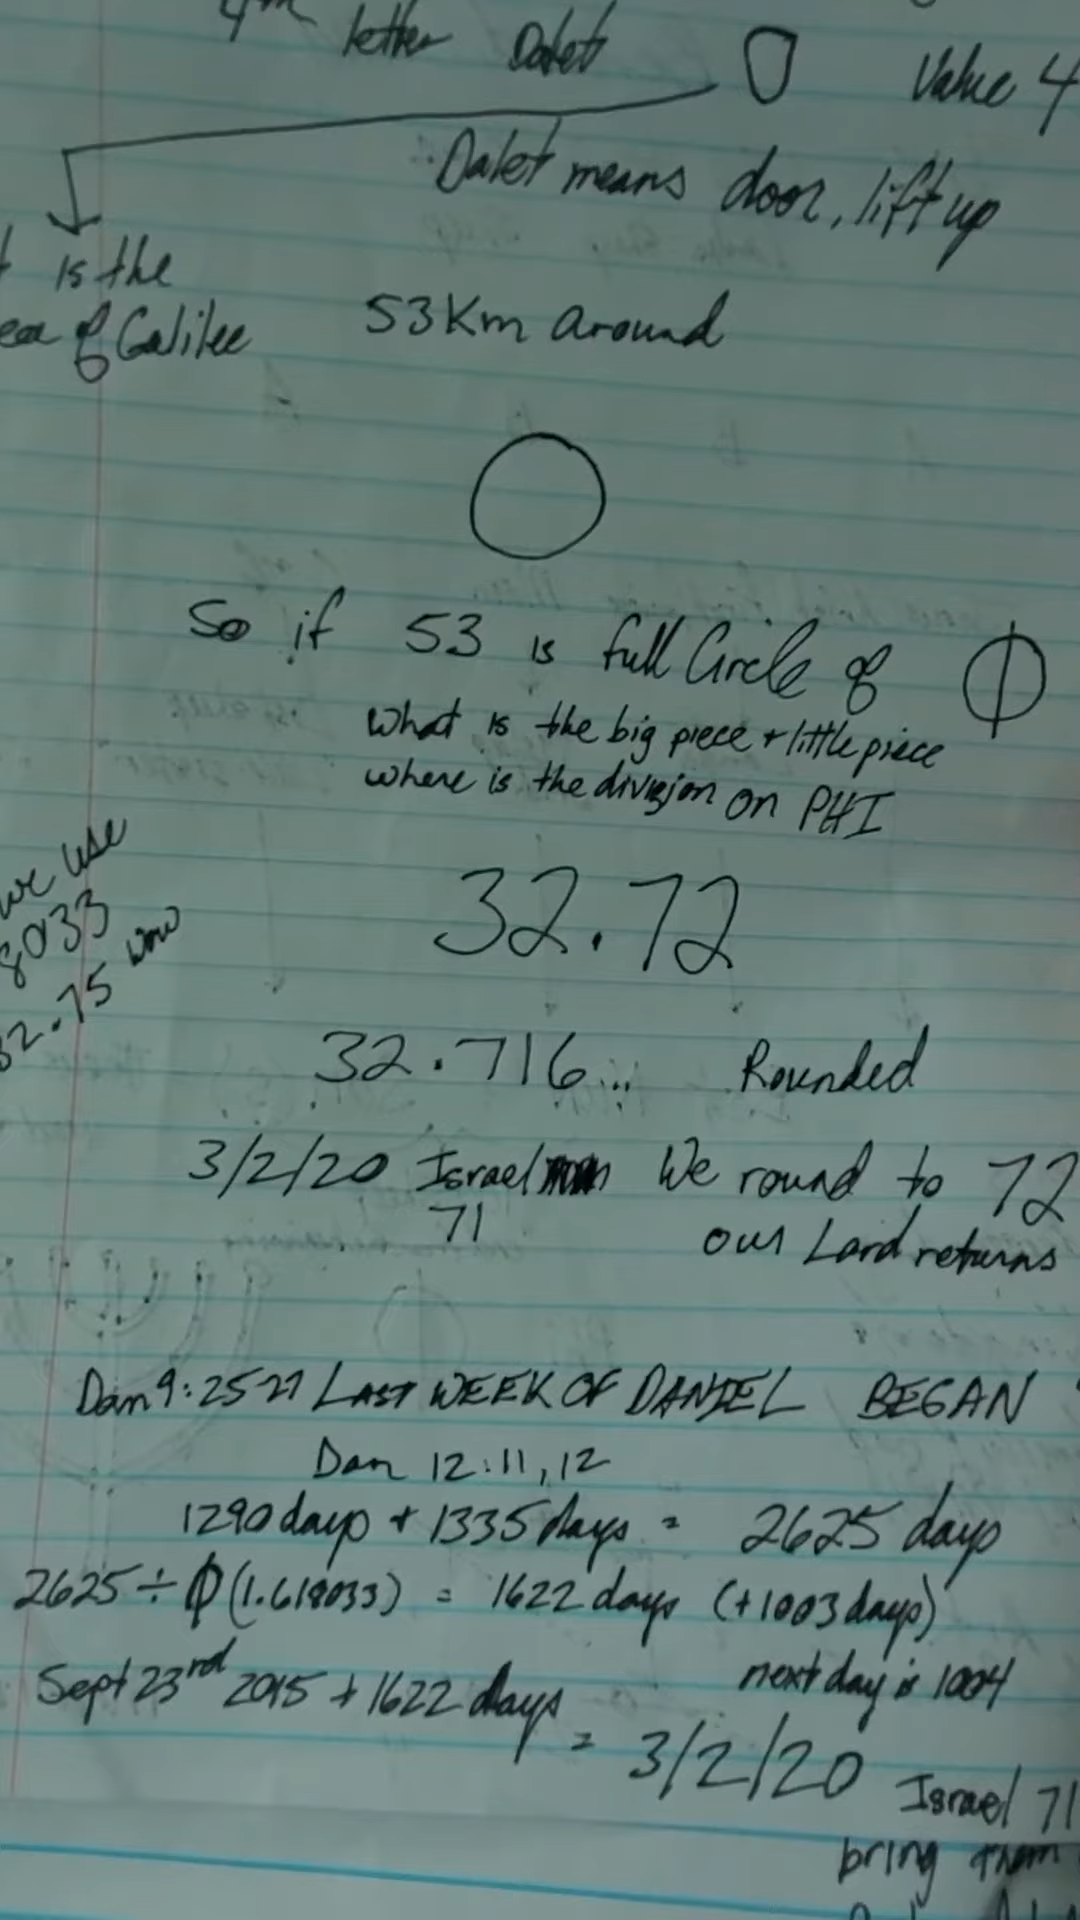 4th letter Dalet Value 4
Dalet means door, lift up
is the
of Galilee 53Km around
So if 53 is full Circle of Φ
what is the big piece + little piece
where is the division on PHI
we use
8033
32.75 wow
32.72
32.716... Rounded
3/2/20 Israel We round to 72
71 our Lord returns
Dan 9:25-27 LAST WEEK OF DANIEL BEGAN
Dan 12:11,12
1290 days + 1335 days = 2625 days
2625 ÷ Φ (1.618033) = 1622 days (+1003 days)
next day is 1004
Sept 23rd 2015 + 1622 days
= 3/2/20
Israel 71
bring them